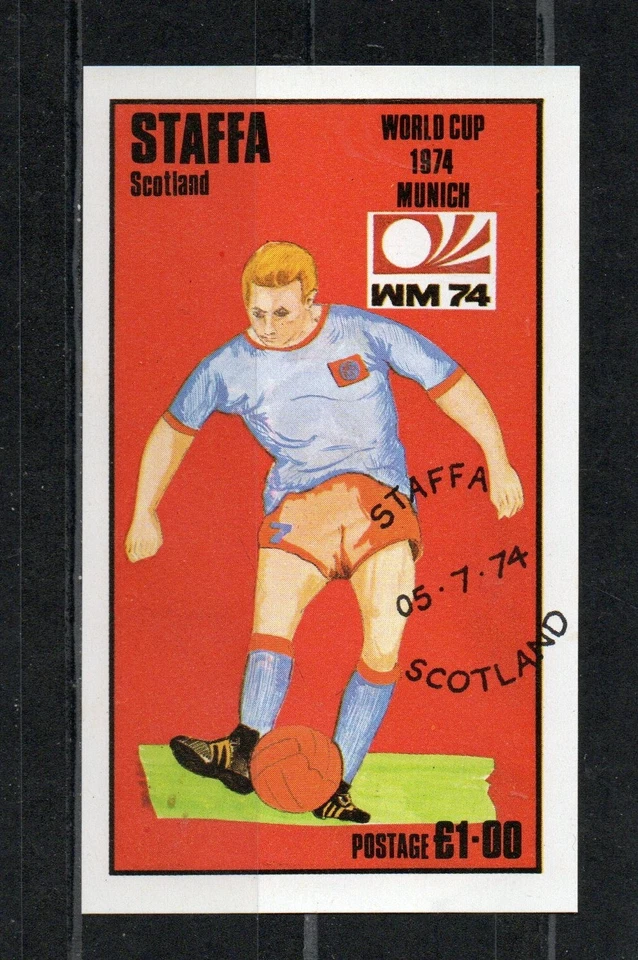 STAFFA
Scotland
WORLD CUP
1974
MUNICH
WM 74
7
STAFFA
05·7·74
SCOTLAND
POSTAGE £1·00